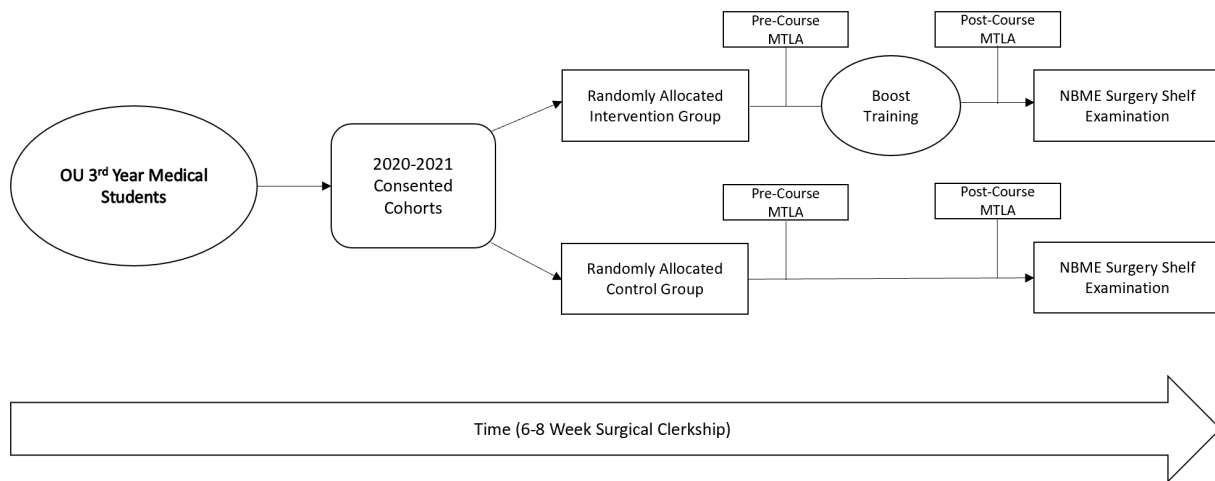 Pre-Course
MTLA
Post-Course
MTLA
Randomly Allocated
Intervention Group
Boost
Training
NBME Surgery Shelf
Examination
OU 3rd Year Medical
Students
2020-2021
Consented
Cohorts
Pre-Course
MTLA
Post-Course
MTLA
Randomly Allocated
Control Group
NBME Surgery Shelf
Examination
Time (6-8 Week Surgical Clerkship)